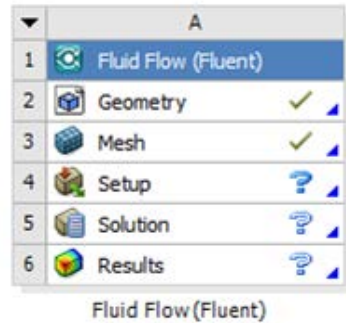 A
1 Fluid Flow (Fluent)
2 Geometry
3 Mesh
4 Setup ?
5 Solution ?
6 Results ?
Fluid Flow (Fluent)